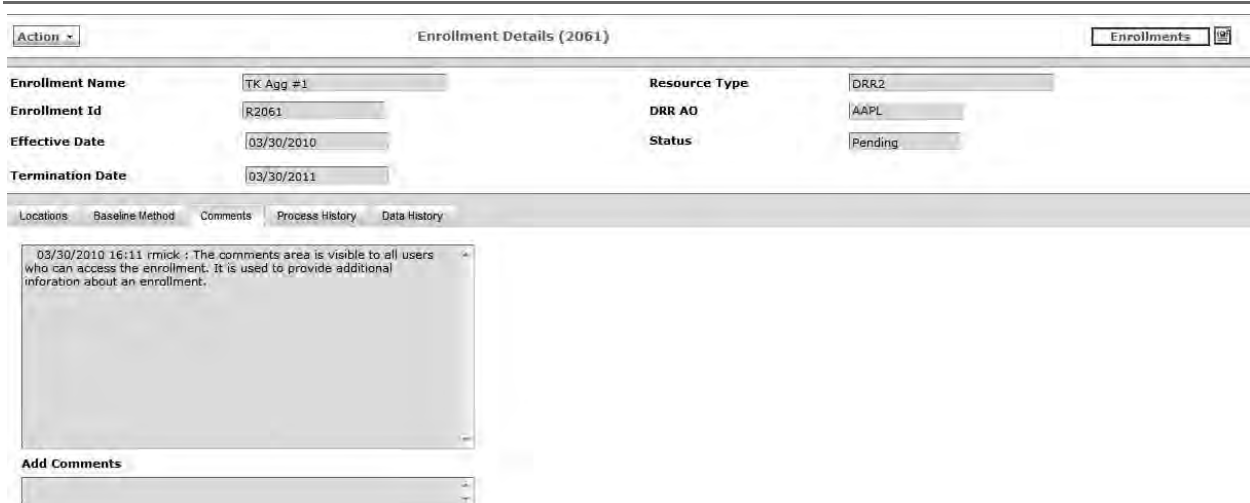 Action
Enrollment Details (2061)
Enrollments
Enrollment Name TK Agg #1 Resource Type DRR2
Enrollment Id R2061 DRR AO AAPL
Effective Date 03/30/2010 Status Pending
Termination Date 03/30/2011
Locations Baseline Method Comments Process History Data History
03/30/2010 16:11 rmick : The comments area is visible to all users
who can access the enrollment. It is used to provide additional
inforation about an enrollment.
Add Comments